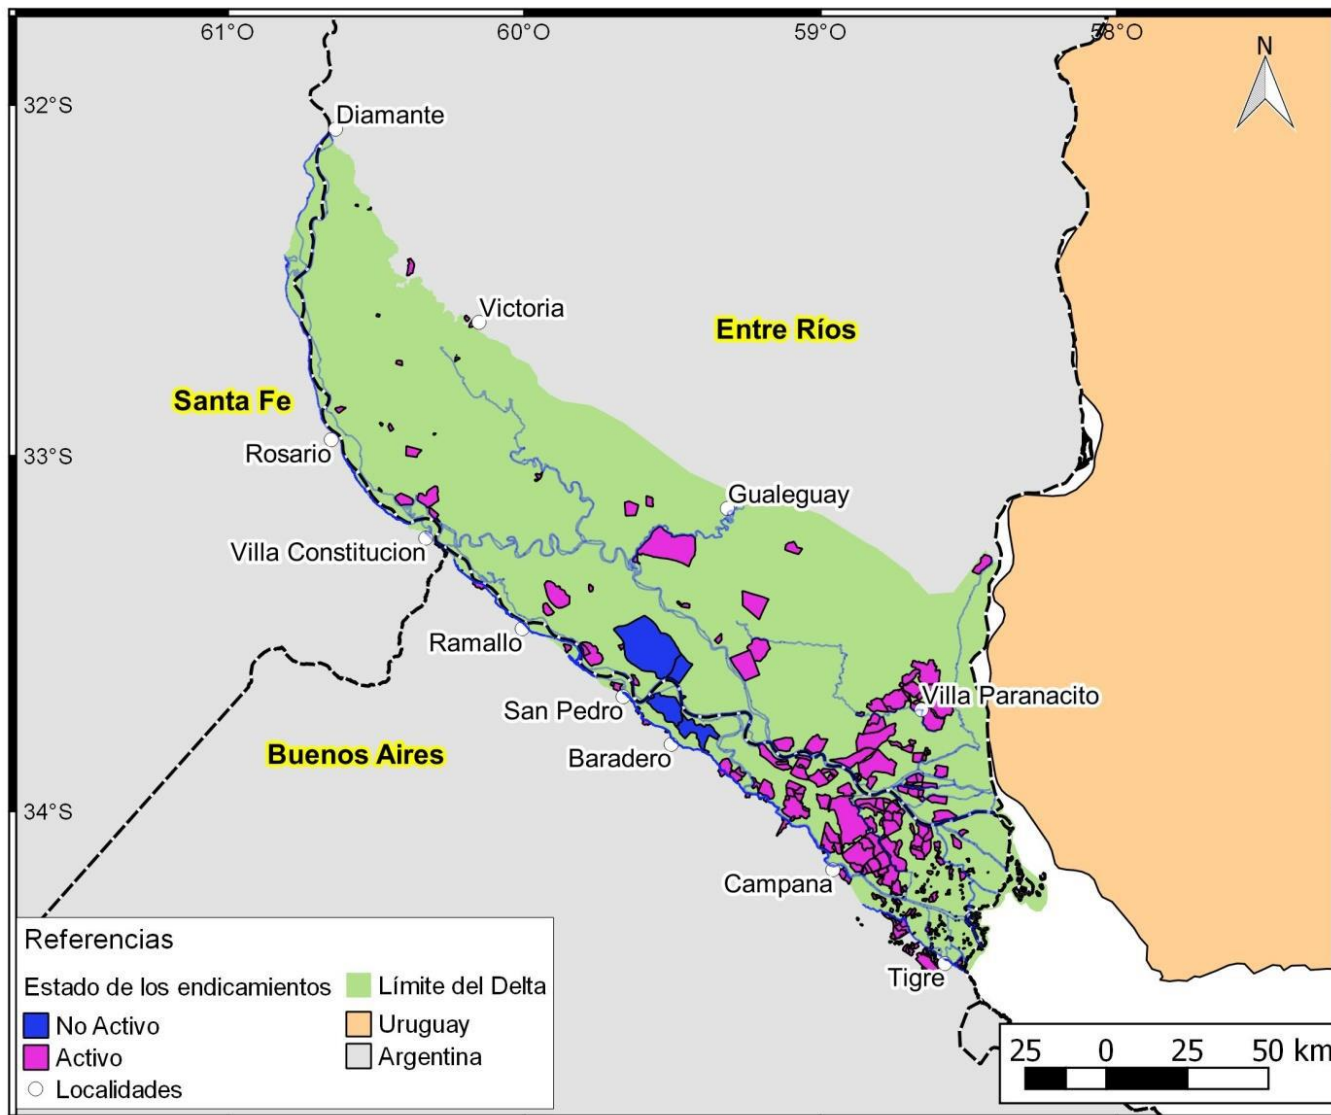 61°O
60°O
59°O
58°O
N
32°S
Diamante
Victoria
Entre Ríos
Santa Fe
Rosario
33°S
Gualeguay
Villa Constitucion
Ramallo
Villa Paranacito
San Pedro
Buenos Aires
Baradero
34°S
Campana
Tigre
Referencias
Estado de los endicamientos
No Activo
Activo
Localidades
Límite del Delta
Uruguay
Argentina
25 0 25 50 km